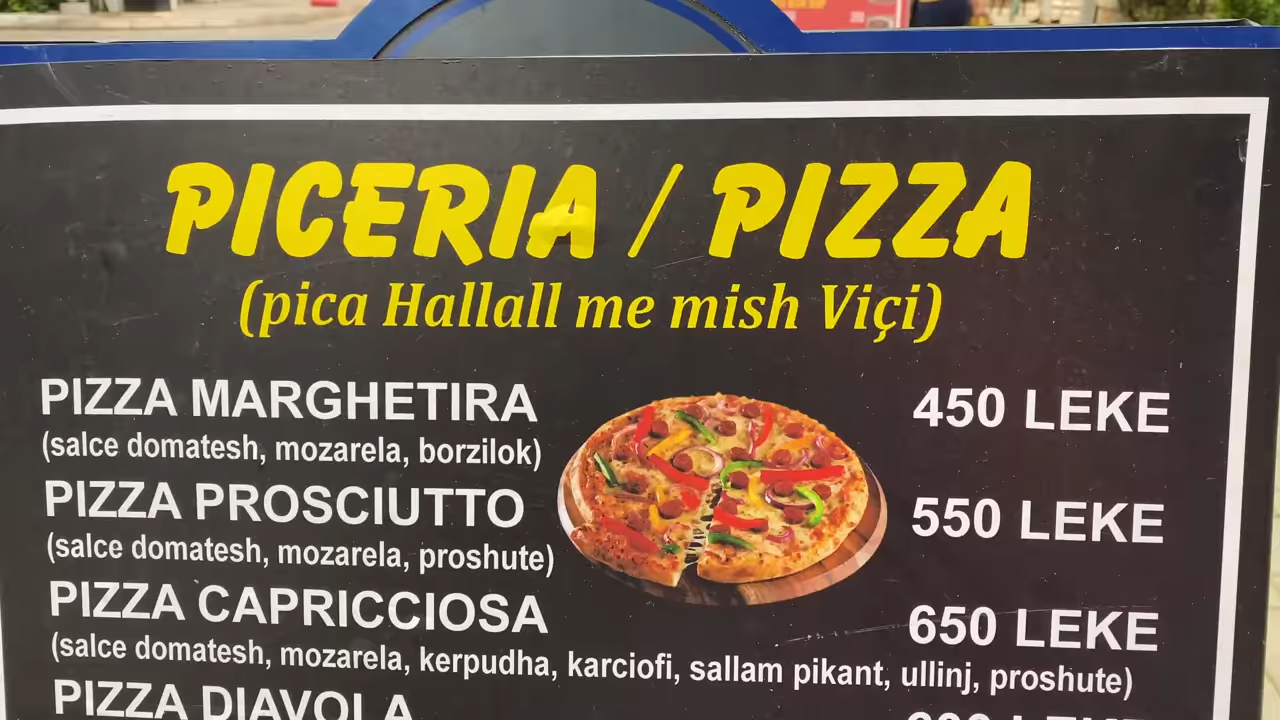 PICERIA / PIZZA
(pica Hallall me mish Viçi)
PIZZA MARGHETIRA 450 LEKE
(salce domatesh, mozarela, borzilok)
PIZZA PROSCIUTTO 550 LEKE
(salce domatesh, mozarela, proshute)
PIZZA CAPRICCIOSA 650 LEKE
(salce domatesh, mozarela, kerpudha, karciofi, sallam pikant, ullinj, proshute)
PIZZA DIAVOLA